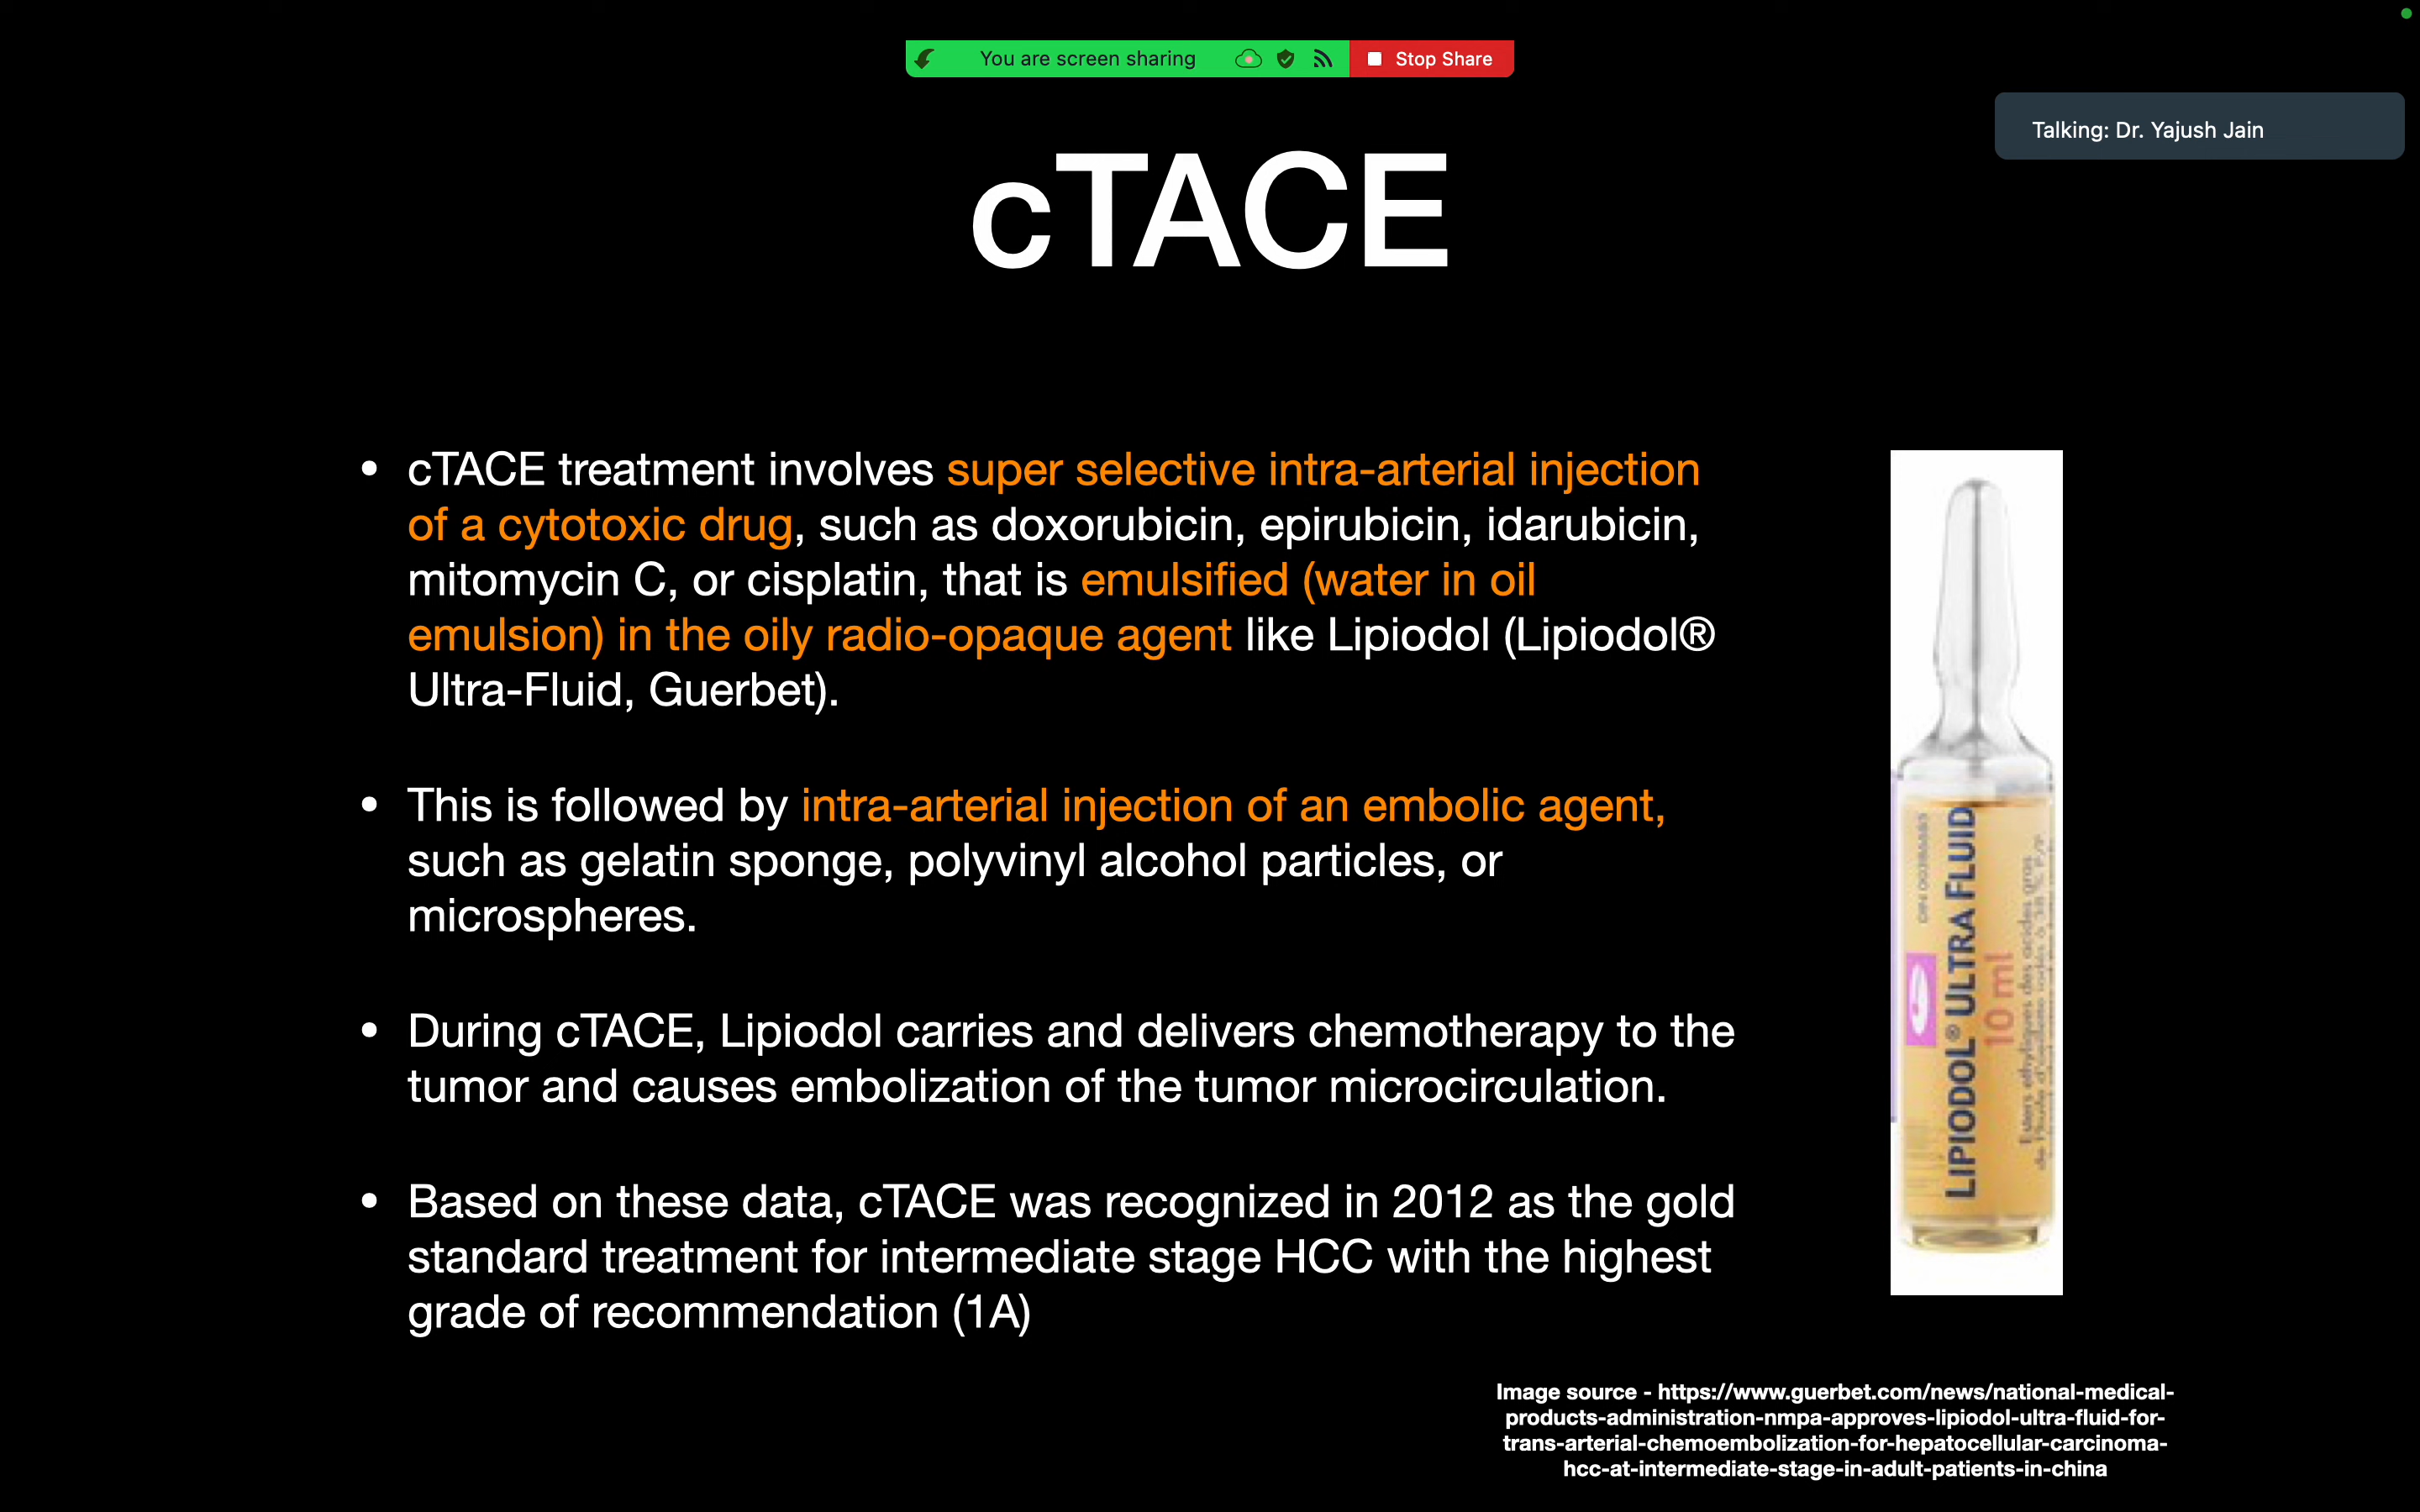 You are screen sharing
Stop Share
Talking: Dr. Yajush Jain
cTACE
• cTACE treatment involves super selective intra-arterial injection
of a cytotoxic drug, such as doxorubicin, epirubicin, idarubicin,
mitomycin C, or cisplatin, that is emulsified (water in oil
emulsion) in the oily radio-opaque agent like Lipiodol (Lipiodol®
Ultra-Fluid, Guerbet).
• This is followed by intra-arterial injection of an embolic agent,
such as gelatin sponge, polyvinyl alcohol particles, or
microspheres.
• During cTACE, Lipiodol carries and delivers chemotherapy to the
tumor and causes embolization of the tumor microcirculation.
• Based on these data, cTACE was recognized in 2012 as the gold
standard treatment for intermediate stage HCC with the highest
grade of recommendation (1A)
LIPIODOL® ULTRA FLUID
10 ml
Esters éthyliques des acides gras
Image source - https://www.guerbet.com/news/national-medical-
products-administration-nmpa-approves-lipiodol-ultra-fluid-for-
trans-arterial-chemoembolization-for-hepatocellular-carcinoma-
hcc-at-intermediate-stage-in-adult-patients-in-china